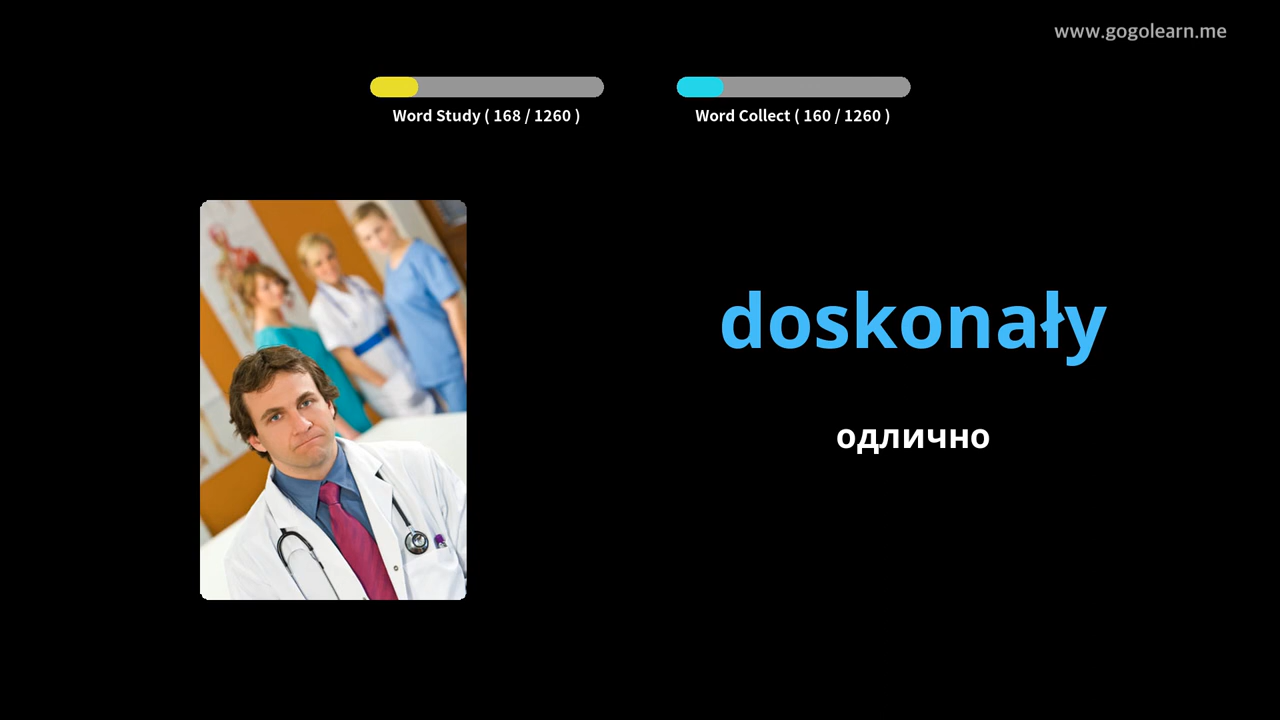 www.gogolearn.me
Word Study ( 168 / 1260 )
Word Collect ( 160 / 1260 )
doskonały
одлично